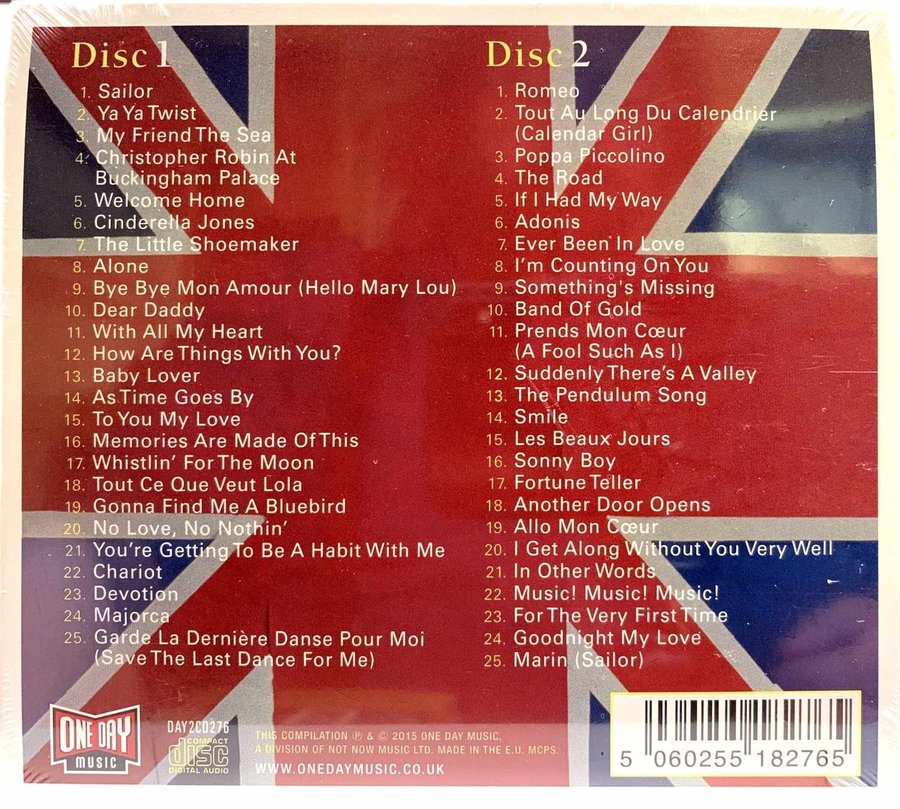 Disc 1
1. Sailor
2. Ya Ya Twist
3. My Friend The Sea
4. Christopher Robin At
Buckingham Palace
5. Welcome Home
6. Cinderella Jones
7. The Little Shoemaker
8. Alone
9. Bye Bye Mon Amour (Hello Mary Lou)
10. Dear Daddy
11. With All My Heart
12. How Are Things With You?
13. Baby Lover
14. As Time Goes By
15. To You My Love
16. Memories Are Made Of This
17. Whistlin' For The Moon
18. Tout Ce Que Veut Lola
19. Gonna Find Me A Bluebird
20. No Love, No Nothin'
21. You're Getting To Be A Habit With Me
22. Chariot
23. Devotion
24. Majorca
25. Garde La Dernière Danse Pour Moi
(Save The Last Dance For Me)
Disc 2
1. Romeo
2. Tout Au Long Du Calendrier
(Calendar Girl)
3. Poppa Piccolino
4. The Road
5. If I Had My Way
6. Adonis
7. Ever Been In Love
8. I'm Counting On You
9. Something's Missing
10. Band Of Gold
11. Prends Mon Cœur
(A Fool Such As I)
12. Suddenly There's A Valley
13. The Pendulum Song
14. Smile
15. Les Beaux Jours
16. Sonny Boy
17. Fortune Teller
18. Another Door Opens
19. Allo Mon Cœur
20. I Get Along Without You Very Well
21. In Other Words
22. Music! Music! Music!
23. For The Very First Time
24. Goodnight My Love
25. Marin (Sailor)
ONE DAY
MUSIC
DAY2CD276
COMPACT
disc
DIGITAL AUDIO
THIS COMPILATION ℗ & © 2015 ONE DAY MUSIC,
A DIVISION OF NOT NOW MUSIC LTD. MADE IN THE E.U. MCPS.
WWW.ONEDAYMUSIC.CO.UK
5 060255 182765